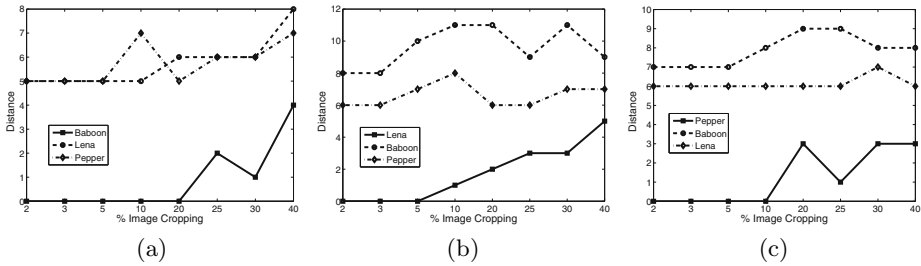 8
7
6
5
4
3
2
1
0
Distance
Baboon
Lena
Pepper
2 3 5 10 20 25 30 40
% Image Cropping
(a)
12
10
8
6
4
2
0
Distance
Lena
Baboon
Pepper
2 3 5 10 20 25 30 40
% Image Cropping
(b)
10
9
8
7
6
5
4
3
2
1
0
Distance
Pepper
Baboon
Lena
2 3 5 10 20 25 30 40
% Image Cropping
(c)